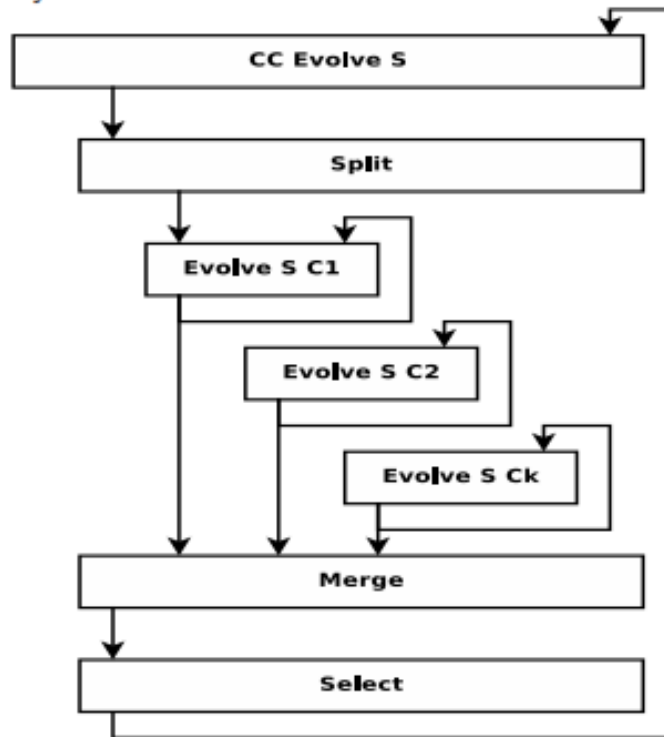 CC Evolve S
Split
Evolve S C1
Evolve S C2
Evolve S Ck
Merge
Select